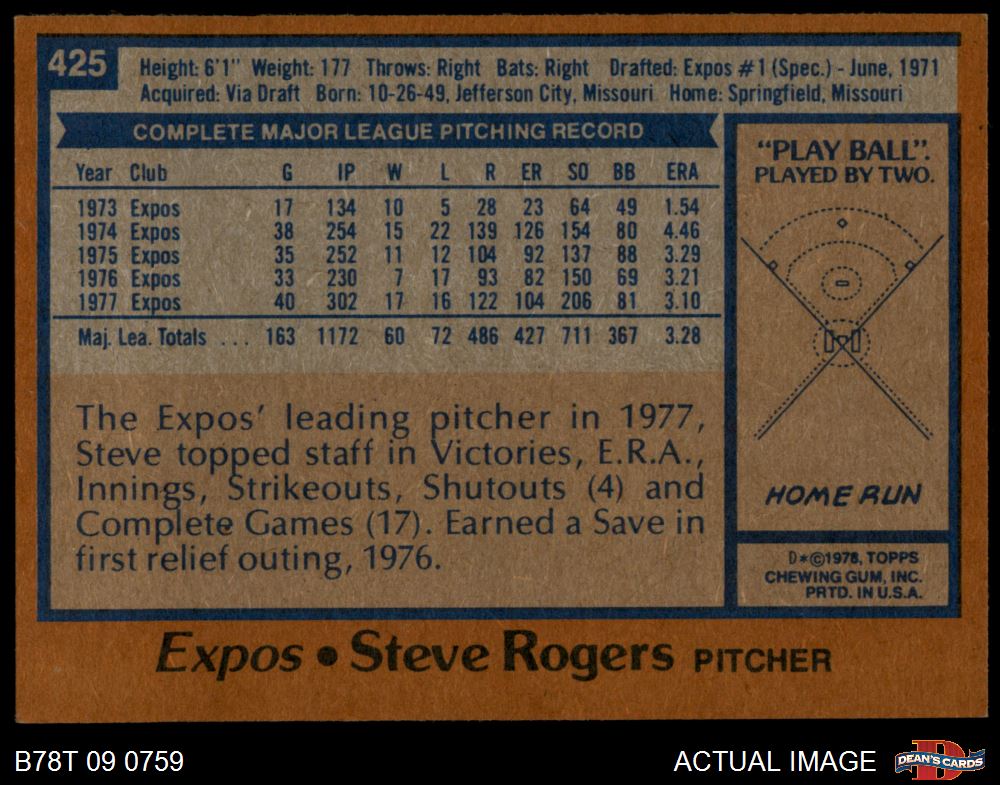 425
Height: 6'1" Weight: 177 Throws: Right Bats: Right Drafted: Expos #1 (Spec.) - June, 1971
Acquired: Via Draft Born: 10-26-49, Jefferson City, Missouri Home: Springfield, Missouri
COMPLETE MAJOR LEAGUE PITCHING RECORD
Year Club G IP W L R ER SO BB ERA
1973 Expos 17 134 10 5 28 23 64 49 1.54
1974 Expos 38 254 15 22 139 126 154 80 4.46
1975 Expos 35 252 11 12 104 92 137 88 3.29
1976 Expos 33 230 7 17 93 82 150 69 3.21
1977 Expos 40 302 17 16 122 104 206 81 3.10
Maj. Lea. Totals ... 163 1172 60 72 486 427 711 367 3.28
The Expos' leading pitcher in 1977,
Steve topped staff in Victories, E.R.A.,
Innings, Strikeouts, Shutouts (4) and
Complete Games (17). Earned a Save in
first relief outing, 1976.
"PLAY BALL".
PLAYED BY TWO.
HOME RUN
D*©1978, TOPPS
CHEWING GUM, INC.
PRTD. IN U.S.A.
Expos • Steve Rogers PITCHER
B78T 09 0759
ACTUAL IMAGE
D
DEAN'S CARDS